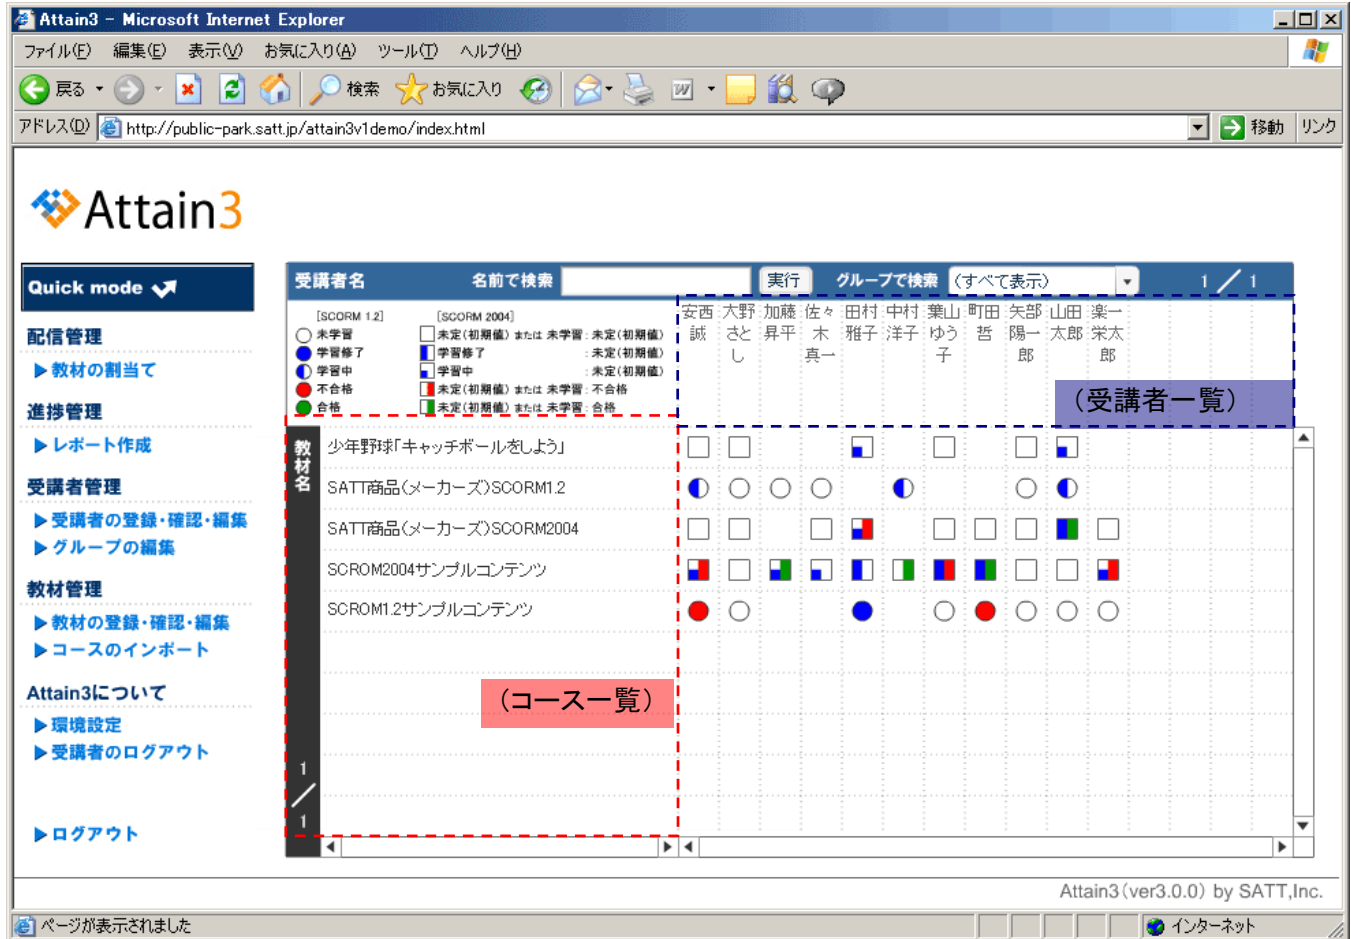 Attain3 - Microsoft Internet Explorer
ファイル(F) 編集(E) 表示(V) お気に入り(A) ツール(T) ヘルプ(H)
戻る 検索 お気に入り
アドレス(D) http://public-park.satt.jp/attain3v1demo/index.html 移動 リンク
Attain3
Quick mode
配信管理
▶教材の割当て
進捗管理
▶レポート作成
受講者管理
▶受講者の登録・確認・編集
▶グループの編集
教材管理
▶教材の登録・確認・編集
▶コースのインポート
Attain3について
▶環境設定
▶受講者のログアウト
▶ログアウト
受講者名 名前で検索 実行 グループで検索 (すべて表示) 1／1
[SCORM 1.2] [SCORM 2004]
未学習 未定(初期値) または 未学習 : 未定(初期値)
学習修了 学習修了 : 未定(初期値)
学習中 学習中 : 未定(初期値)
不合格 未定(初期値) または 未学習 : 不合格
合格 未定(初期値) または 未学習 : 合格
安西誠
大野さとし
加藤昇平
佐々木真一
田村雅子
中村洋子
葉山ゆう子
町田哲
矢部陽一郎
山田太郎
楽一栄太郎
（受講者一覧）
教材名
少年野球「キャッチボールをしよう」
SATT商品(メーカーズ)SCORM1.2
SATT商品(メーカーズ)SCORM2004
SCROM2004サンプルコンテンツ
SCROM1.2サンプルコンテンツ
（コース一覧）
1／1
Attain3(ver3.0.0) by SATT,Inc.
ページが表示されました インターネット